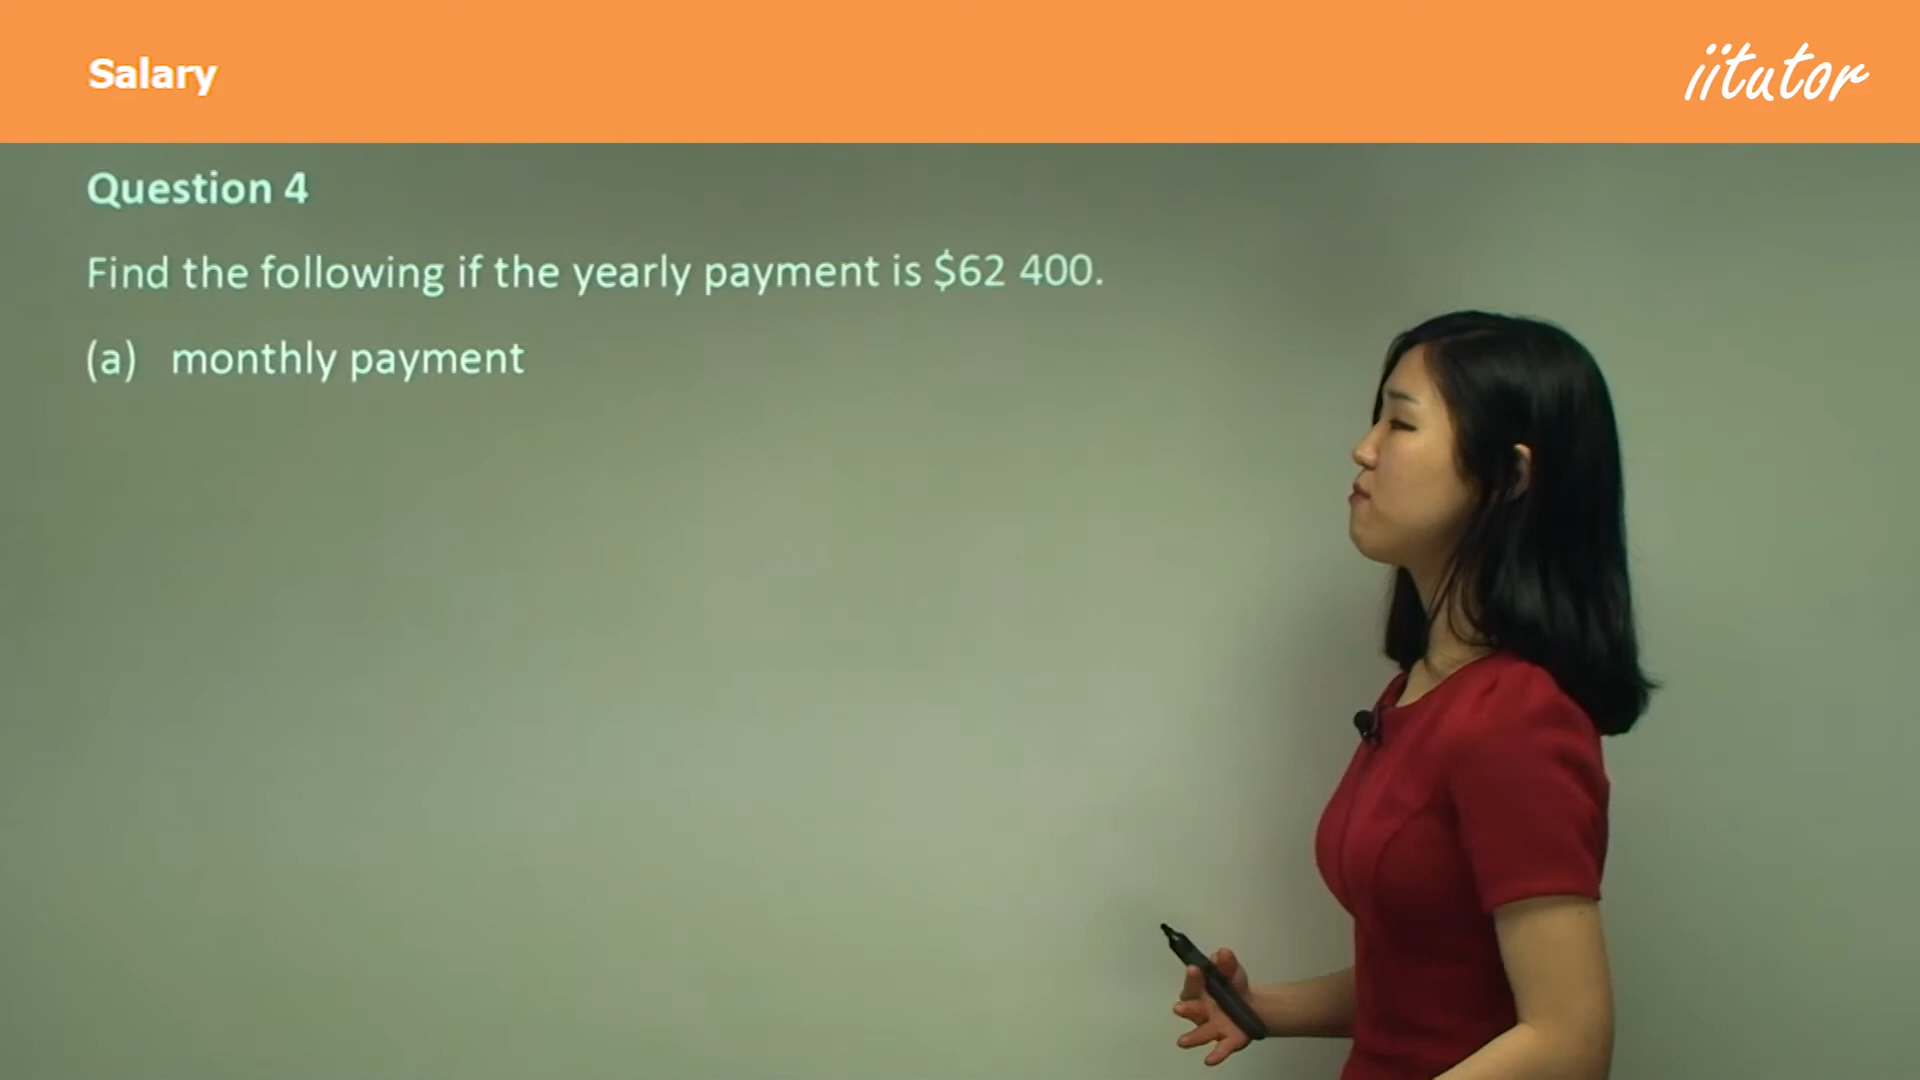 Salary
iitutor
Question 4
Find the following if the yearly payment is $62 400.
(a) monthly payment